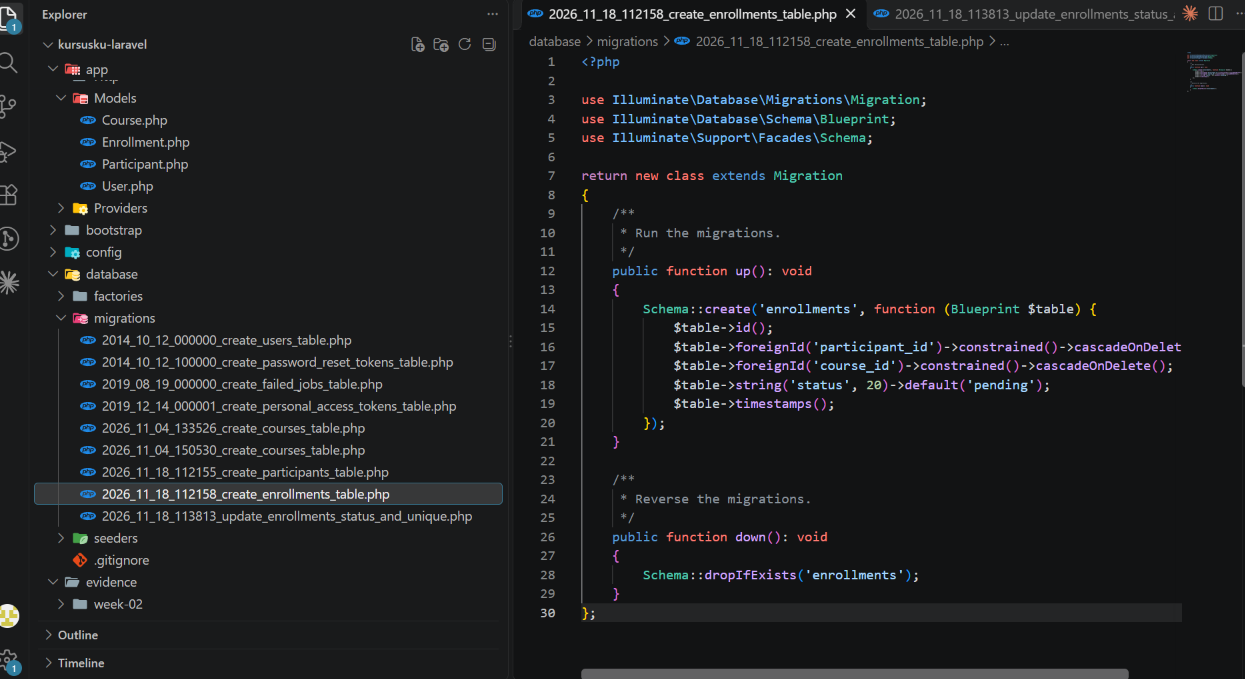 Explorer
kursusku-laravel
app
Models
Course.php
Enrollment.php
Participant.php
User.php
Providers
bootstrap
config
database
factories
migrations
2014_10_12_000000_create_users_table.php
2014_10_12_100000_create_password_reset_tokens_table.php
2019_08_19_000000_create_failed_jobs_table.php
2019_12_14_000001_create_personal_access_tokens_table.php
2026_11_04_133526_create_courses_table.php
2026_11_04_150530_create_courses_table.php
2026_11_18_112155_create_participants_table.php
2026_11_18_112158_create_enrollments_table.php
2026_11_18_113813_update_enrollments_status_and_unique.php
seeders
.gitignore
evidence
week-02
Outline
Timeline
1
1
2026_11_18_112158_create_enrollments_table.php
2026_11_18_113813_update_enrollments_status_
database > migrations > 2026_11_18_112158_create_enrollments_table.php > ...
1 <?php
2
3 use Illuminate\Database\Migrations\Migration;
4 use Illuminate\Database\Schema\Blueprint;
5 use Illuminate\Support\Facades\Schema;
6
7 return new class extends Migration
8 {
9 /**
10 * Run the migrations.
11 */
12 public function up(): void
13 {
14 Schema::create('enrollments', function (Blueprint $table) {
15 $table->id();
16 $table->foreignId('participant_id')->constrained()->cascadeOnDelet
17 $table->foreignId('course_id')->constrained()->cascadeOnDelete();
18 $table->string('status', 20)->default('pending');
19 $table->timestamps();
20 });
21 }
22
23 /**
24 * Reverse the migrations.
25 */
26 public function down(): void
27 {
28 Schema::dropIfExists('enrollments');
29 }
30 };